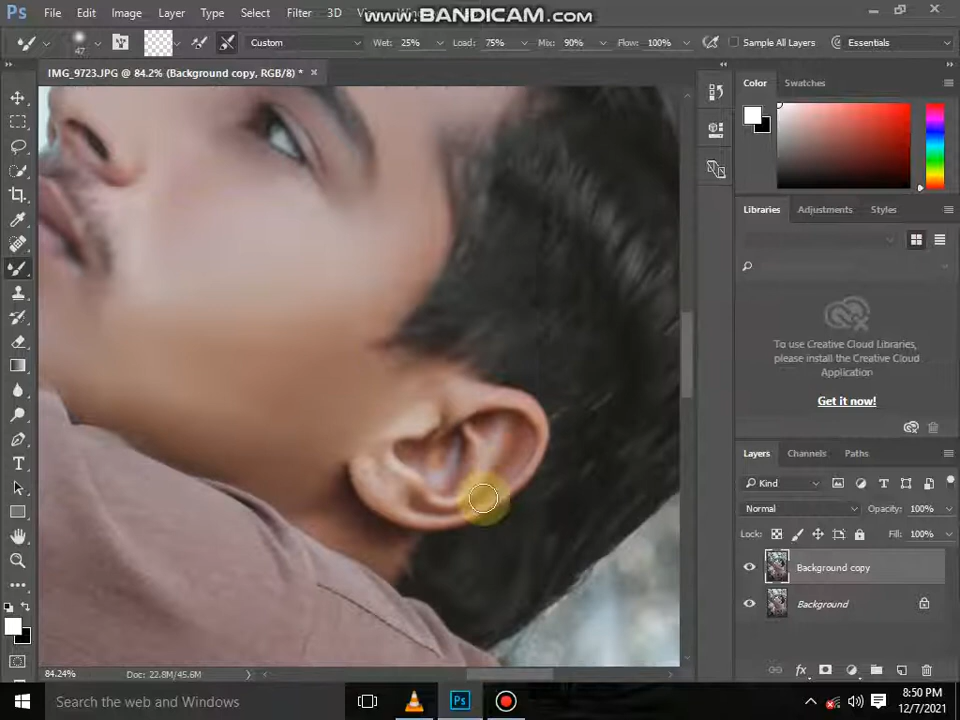 Ps File Edit Image Layer Type Select Filter 3D
www.BANDICAM.com
47 Custom Wet: 25% Load: 75% Mix: 90% Flow: 100% Sample All Layers Essentials
IMG_9723.JPG @ 84.2% (Background copy, RGB/8) * ×
Color Swatches
Libraries Adjustments Styles
To use Creative Cloud Libraries,
please install the Creative Cloud
Application
Get it now!
Layers Channels Paths
Kind
Normal Opacity: 100%
Lock: Fill: 100%
Background copy
Background
84.24% Doc: 22.8M/45.6M
Search the web and Windows
Ps
8:50 PM
12/7/2021